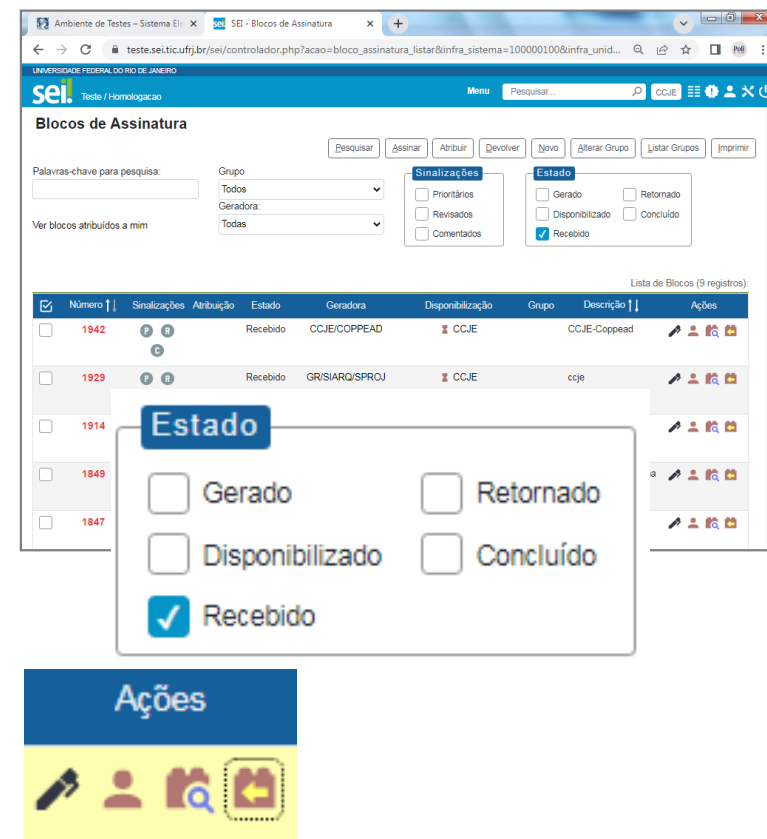 Ambiente de Testes – Sistema Ele
SEI - Blocos de Assinatura
teste.sei.tic.ufrj.br/sei/controlador.php?acao=bloco_assinatura_listar&infra_sistema=100000100&infra_unid...
UNIVERSIDADE FEDERAL DO RIO DE JANEIRO
sei! Teste / Homologacao Menu Pesquisar... CCJE
Blocos de Assinatura
Pesquisar Assinar Atribuir Devolver Novo Alterar Grupo Listar Grupos Imprimir
Palavras-chave para pesquisa: Grupo Sinalizações Estado
Todos Prioritários Gerado Retornado
Geradora: Revisados Disponibilizado Concluído
Ver blocos atribuídos a mim Todas Comentados Recebido
Lista de Blocos (9 registros):
Número Sinalizações Atribuição Estado Geradora Disponibilização Grupo Descrição Ações
1942 P R C Recebido CCJE/COPPEAD CCJE CCJE-Coppead
1929 P R Recebido GR/SIARQ/SPROJ CCJE ccje
1914
1849
1847
Estado
Gerado Retornado
Disponibilizado Concluído
Recebido
Ações